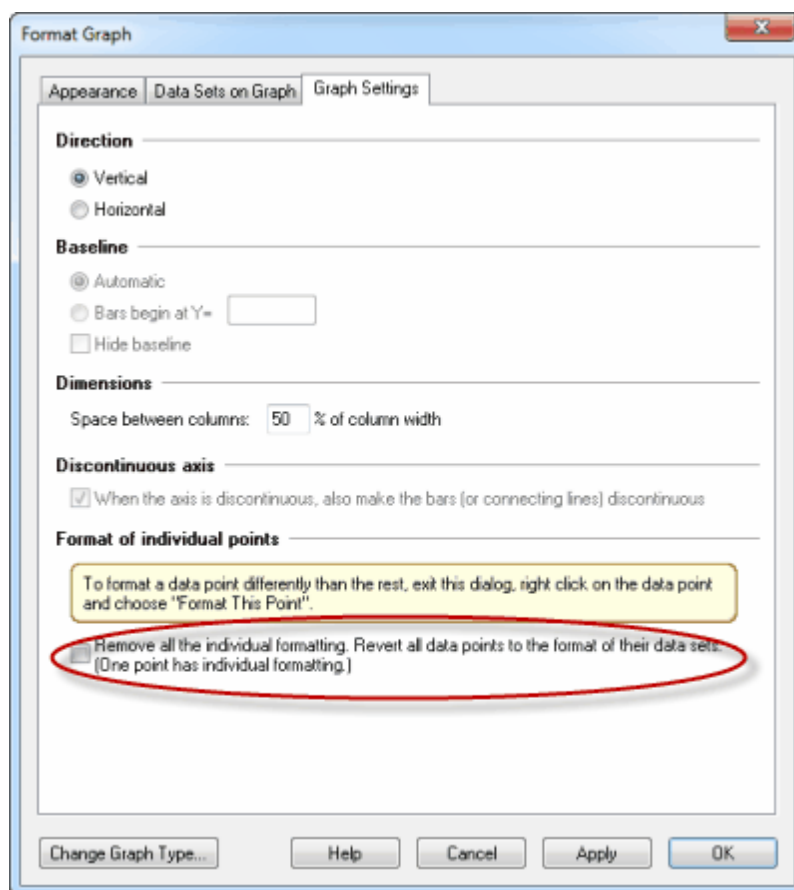 Format Graph
Appearance
Data Sets on Graph
Graph Settings
Direction
Vertical
Horizontal
Baseline
Automatic
Bars begin at Y=
Hide baseline
Dimensions
Space between columns: 50 % of column width
Discontinuous axis
When the axis is discontinuous, also make the bars (or connecting lines) discontinuous
Format of individual points
To format a data point differently than the rest, exit this dialog, right click on the data point
and choose "Format This Point".
Remove all the individual formatting. Revert all data points to the format of their data sets.
(One point has individual formatting.)
Change Graph Type...
Help
Cancel
Apply
OK